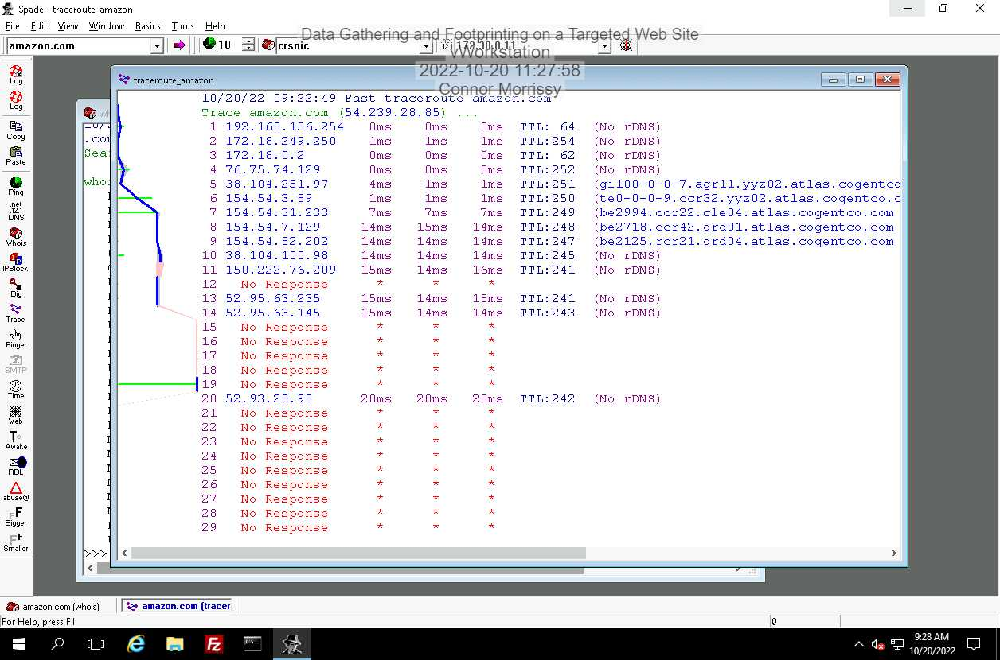 Spade - traceroute_amazon
File Edit View Window Basics Tools Help
amazon.com 10 crsnic .net 123 172.30.0.11
Data Gathering and Footprinting on a Targeted Web Site
vWorkstation
2022-10-20 11:27:58
Connor Morrissy
Log
Log
Copy
Paste
Ping
.net
DNS
Whois
IPBlock
Dig
Trace
Finger
SMTP
Time
Web
Awake
RBL
abuse@
Bigger
Smaller
.con
Sear
whoi
>>>
traceroute_amazon
10/20/22 09:22:49 Fast traceroute amazon.com
Trace amazon.com (54.239.28.85) ...
1 192.168.156.254 0ms 0ms 0ms TTL: 64 (No rDNS)
2 172.18.249.250 1ms 1ms 1ms TTL:254 (No rDNS)
3 172.18.0.2 0ms 0ms 0ms TTL: 62 (No rDNS)
4 76.75.74.129 0ms 0ms 0ms TTL:252 (No rDNS)
5 38.104.251.97 4ms 1ms 1ms TTL:251 (gi100-0-0-7.agr11.yyz02.atlas.cogentco
6 154.54.3.89 1ms 1ms 1ms TTL:250 (te0-0-0-9.ccr32.yyz02.atlas.cogentco.c
7 154.54.31.233 7ms 7ms 7ms TTL:249 (be2994.ccr22.cle04.atlas.cogentco.com
8 154.54.7.129 14ms 15ms 14ms TTL:248 (be2718.ccr42.ord01.atlas.cogentco.com
9 154.54.82.202 14ms 14ms 14ms TTL:247 (be2125.rcr21.ord04.atlas.cogentco.com
10 38.104.100.98 14ms 14ms 14ms TTL:245 (No rDNS)
11 150.222.76.209 15ms 14ms 16ms TTL:241 (No rDNS)
12 No Response * * *
13 52.95.63.235 15ms 14ms 15ms TTL:241 (No rDNS)
14 52.95.63.145 15ms 14ms 14ms TTL:243 (No rDNS)
15 No Response * * *
16 No Response * * *
17 No Response * * *
18 No Response * * *
19 No Response * * *
20 52.93.28.98 28ms 28ms 28ms TTL:242 (No rDNS)
21 No Response * * *
22 No Response * * *
23 No Response * * *
24 No Response * * *
25 No Response * * *
26 No Response * * *
27 No Response * * *
28 No Response * * *
29 No Response * * *
amazon.com (whois) amazon.com (tracer
For Help, press F1 0
9:28 AM
10/20/2022